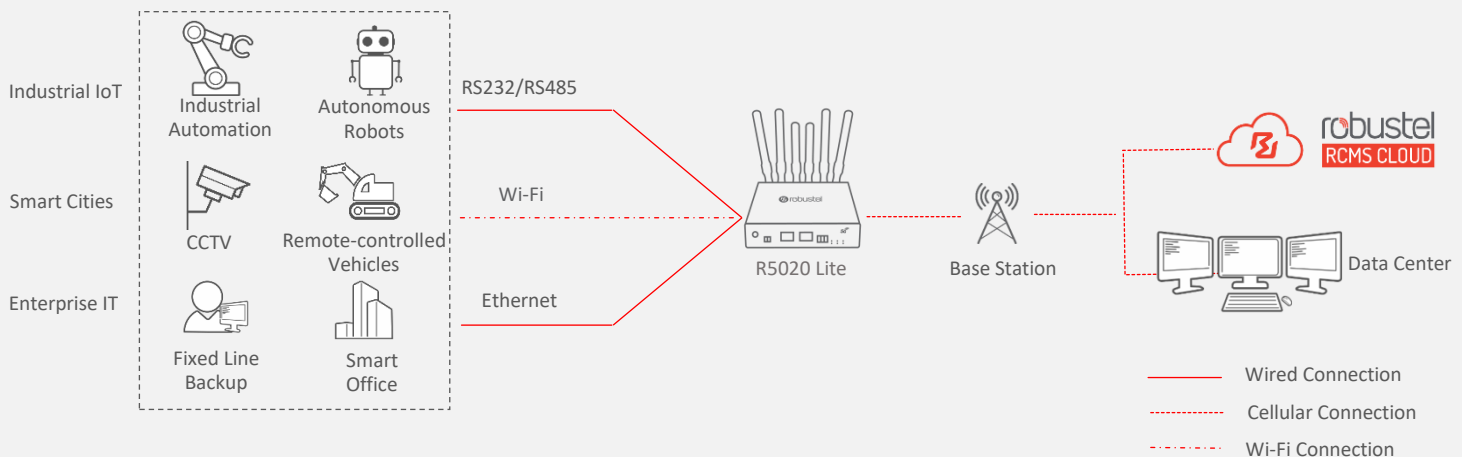 Industrial IoT
Industrial
Automation
Autonomous
Robots
RS232/RS485
Smart Cities
CCTV
Remote-controlled
Vehicles
Wi-Fi
Enterprise IT
Fixed Line
Backup
Smart
Office
Ethernet
robustel
R5020 Lite
Base Station
robustel
RCMS CLOUD
Data Center
Wired Connection
Cellular Connection
Wi-Fi Connection